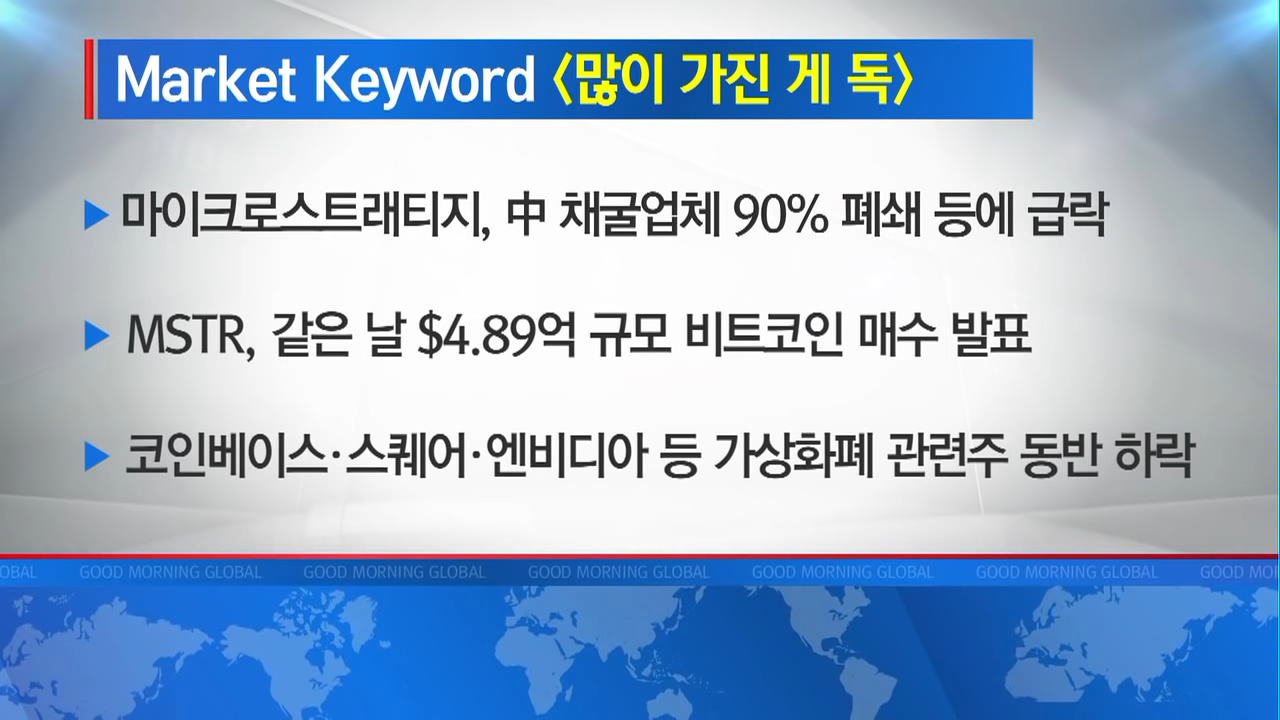 Market Keyword <많이 가진 게 독>
▶ 마이크로스트래티지, 中 채굴업체 90% 폐쇄 등에 급락
▶ MSTR, 같은 날 $4.89억 규모 비트코인 매수 발표
▶ 코인베이스·스퀘어·엔비디아 등 가상화폐 관련주 동반 하락
OBAL GOOD MORNING GLOBAL GOOD MORNING GLOBAL GOOD MORNING GLOBAL GOOD MORNING GLOBAL GOOD MORNING GLOBAL GOOD MOR